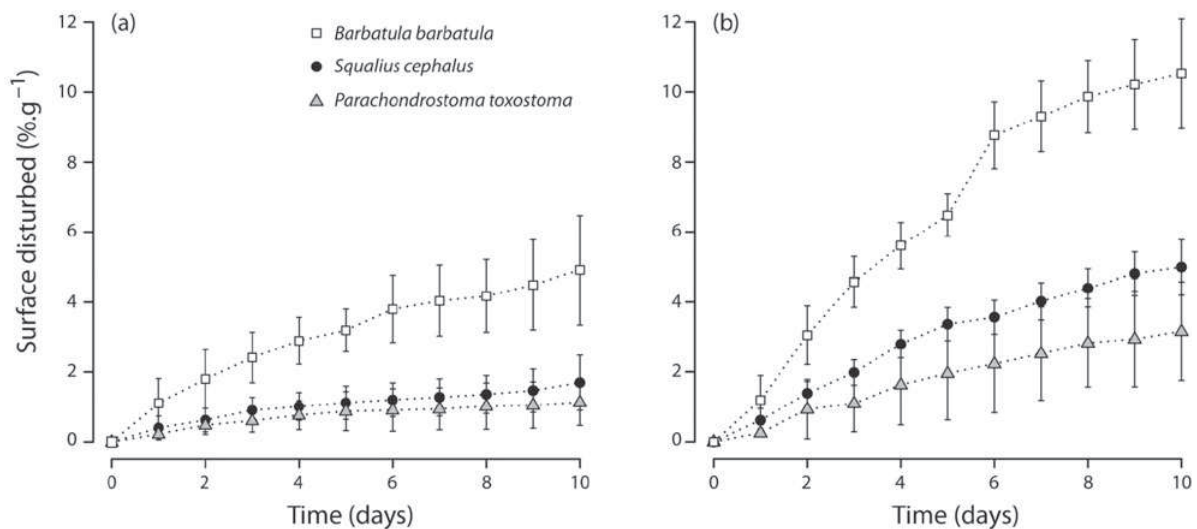 (a)
Barbatula barbatula
Squalius cephalus
Parachondrostoma toxostoma
Surface disturbed (%.g⁻¹)
12
10
8
6
4
2
0
0 2 4 6 8 10
Time (days)
(b)
12
10
8
6
4
2
0
0 2 4 6 8 10
Time (days)